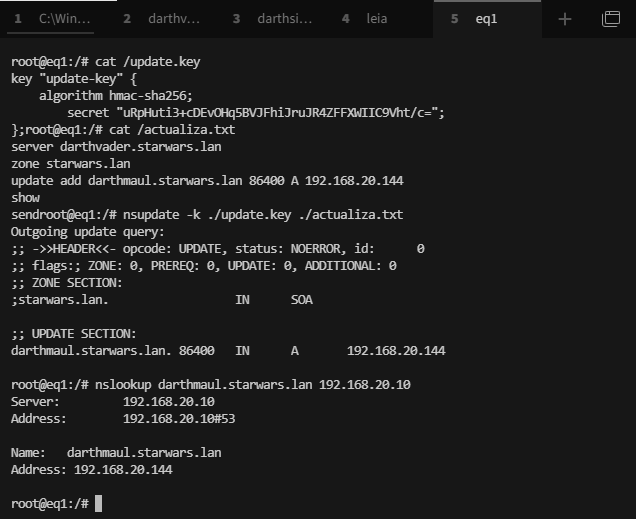 1 C:\Win... 2 darthv... 3 darthsi... 4 leia 5 eq1
root@eq1:/# cat /update.key
key "update-key" {
    algorithm hmac-sha256;
        secret "uRpHuti3+cDEvOHq5BVJFhiJruJR4ZFFXWIIC9Vht/c=";
};root@eq1:/# cat /actualiza.txt
server darthvader.starwars.lan
zone starwars.lan
update add darthmaul.starwars.lan 86400 A 192.168.20.144
show
sendroot@eq1:/# nsupdate -k ./update.key ./actualiza.txt
Outgoing update query:
;; ->>HEADER<<- opcode: UPDATE, status: NOERROR, id:      0
;; flags:; ZONE: 0, PREREQ: 0, UPDATE: 0, ADDITIONAL: 0
;; ZONE SECTION:
;starwars.lan.                  IN      SOA

;; UPDATE SECTION:
darthmaul.starwars.lan. 86400   IN      A       192.168.20.144

root@eq1:/# nslookup darthmaul.starwars.lan 192.168.20.10
Server:         192.168.20.10
Address:        192.168.20.10#53

Name:   darthmaul.starwars.lan
Address: 192.168.20.144

root@eq1:/#